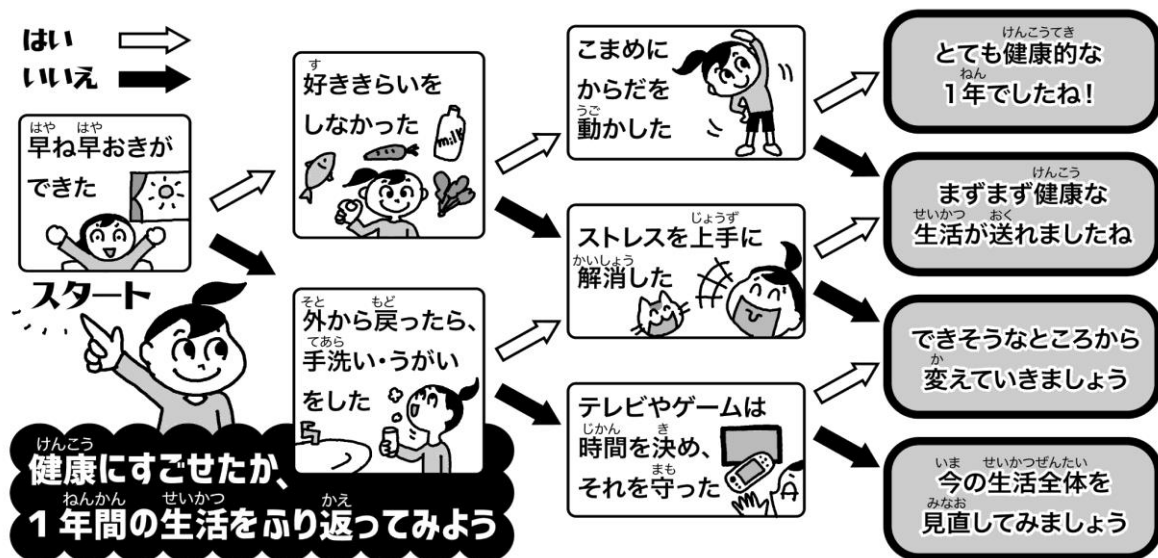 はい
いいえ
早ね早おきが
できた
スタート
好ききらいを
しなかった
milk
外から戻ったら、
手洗い・うがい
をした
こまめに
からだを
動かした
ストレスを上手に
解消した
テレビやゲームは
時間を決め、
それを守った
とても健康的な
1年でしたね!
まずまず健康な
生活が送れましたね
できそうなところから
変えていきましょう
今の生活全体を
見直してみましょう
健康にすごせたか、
1年間の生活をふり返ってみよう